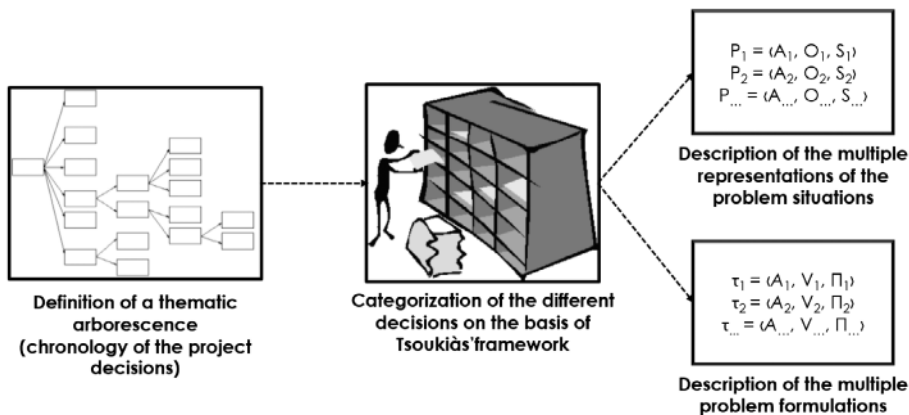 P₁ = ⟨A₁, O₁, S₁⟩
P₂ = ⟨A₂, O₂, S₂⟩
P... = ⟨A..., O..., S...⟩
Description of the multiple
representations of the
problem situations
Definition of a thematic
arborescence
(chronology of the project
decisions)
Categorization of the different
decisions on the basis of
Tsoukiàs'framework
τ₁ = ⟨A₁, V₁, Π₁⟩
τ₂ = ⟨A₂, V₂, Π₂⟩
τ... = ⟨A..., V..., Π...⟩
Description of the multiple
problem formulations